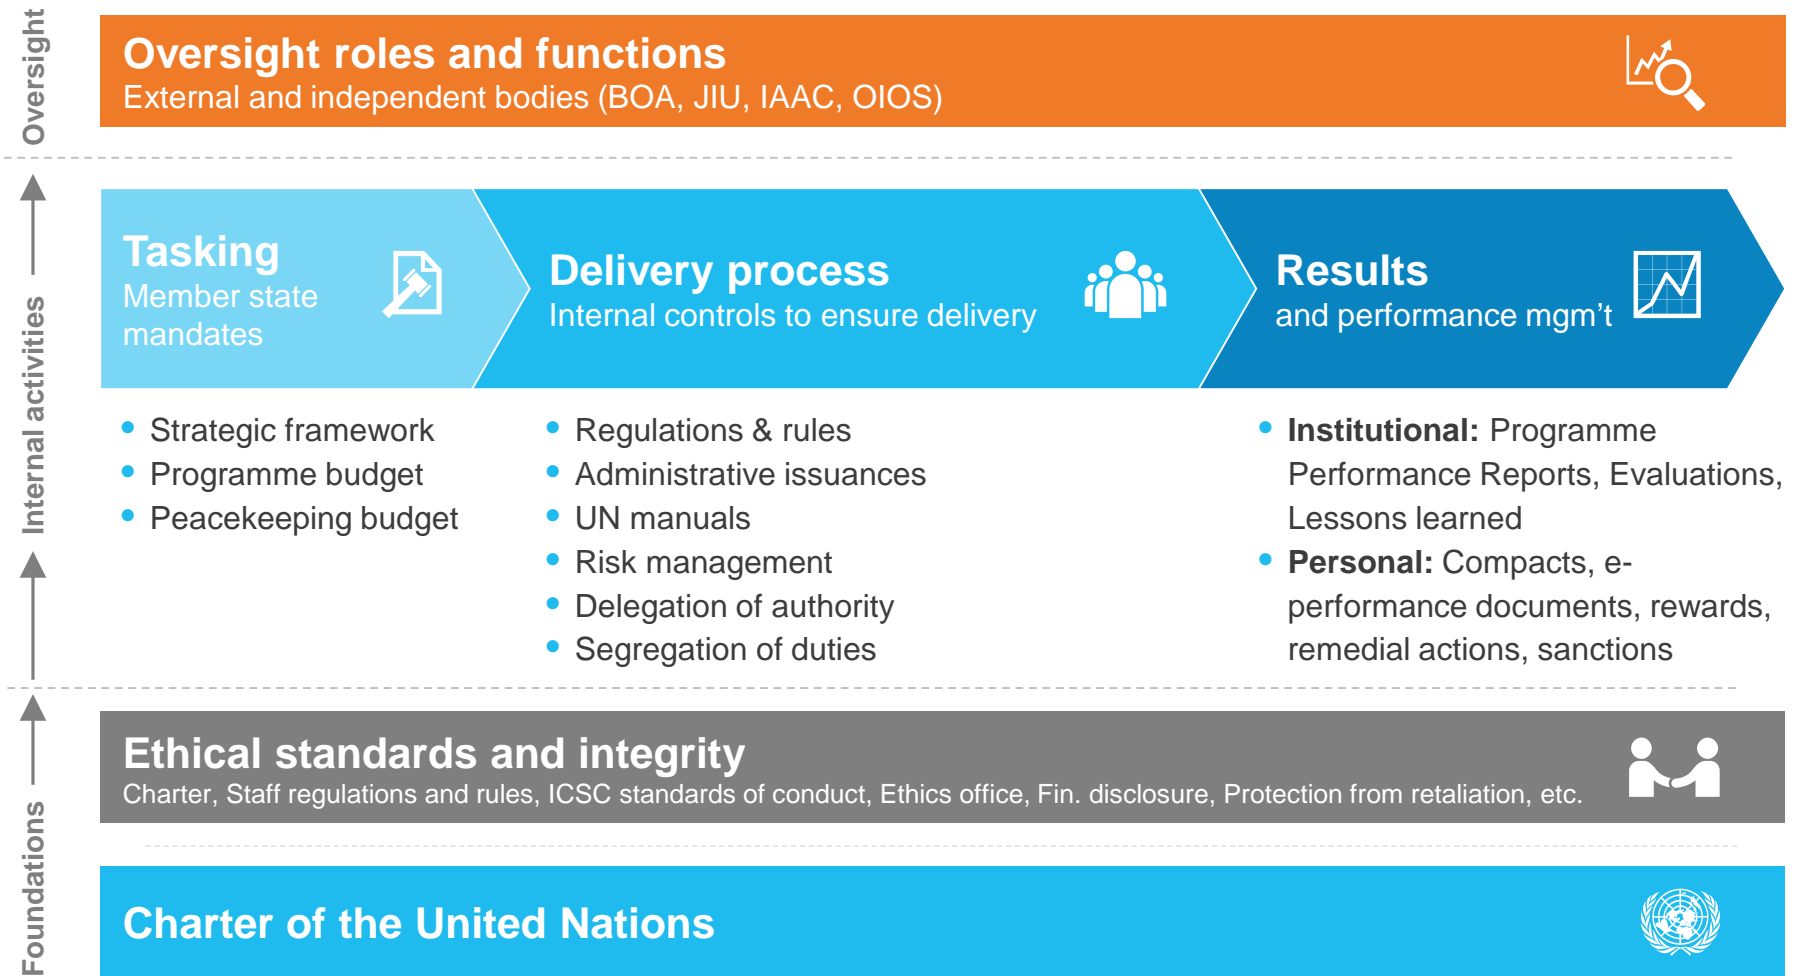 Oversight
Oversight roles and functions
External and independent bodies (BOA, JIU, IAAC, OIOS)
Internal activities
Tasking
Member state
mandates
Delivery process
Internal controls to ensure delivery
Results
and performance mgm’t
• Strategic framework
• Programme budget
• Peacekeeping budget
• Regulations & rules
• Administrative issuances
• UN manuals
• Risk management
• Delegation of authority
• Segregation of duties
• Institutional: Programme
Performance Reports, Evaluations,
Lessons learned
• Personal: Compacts, e-
performance documents, rewards,
remedial actions, sanctions
Foundations
Ethical standards and integrity
Charter, Staff regulations and rules, ICSC standards of conduct, Ethics office, Fin. disclosure, Protection from retaliation, etc.
Charter of the United Nations